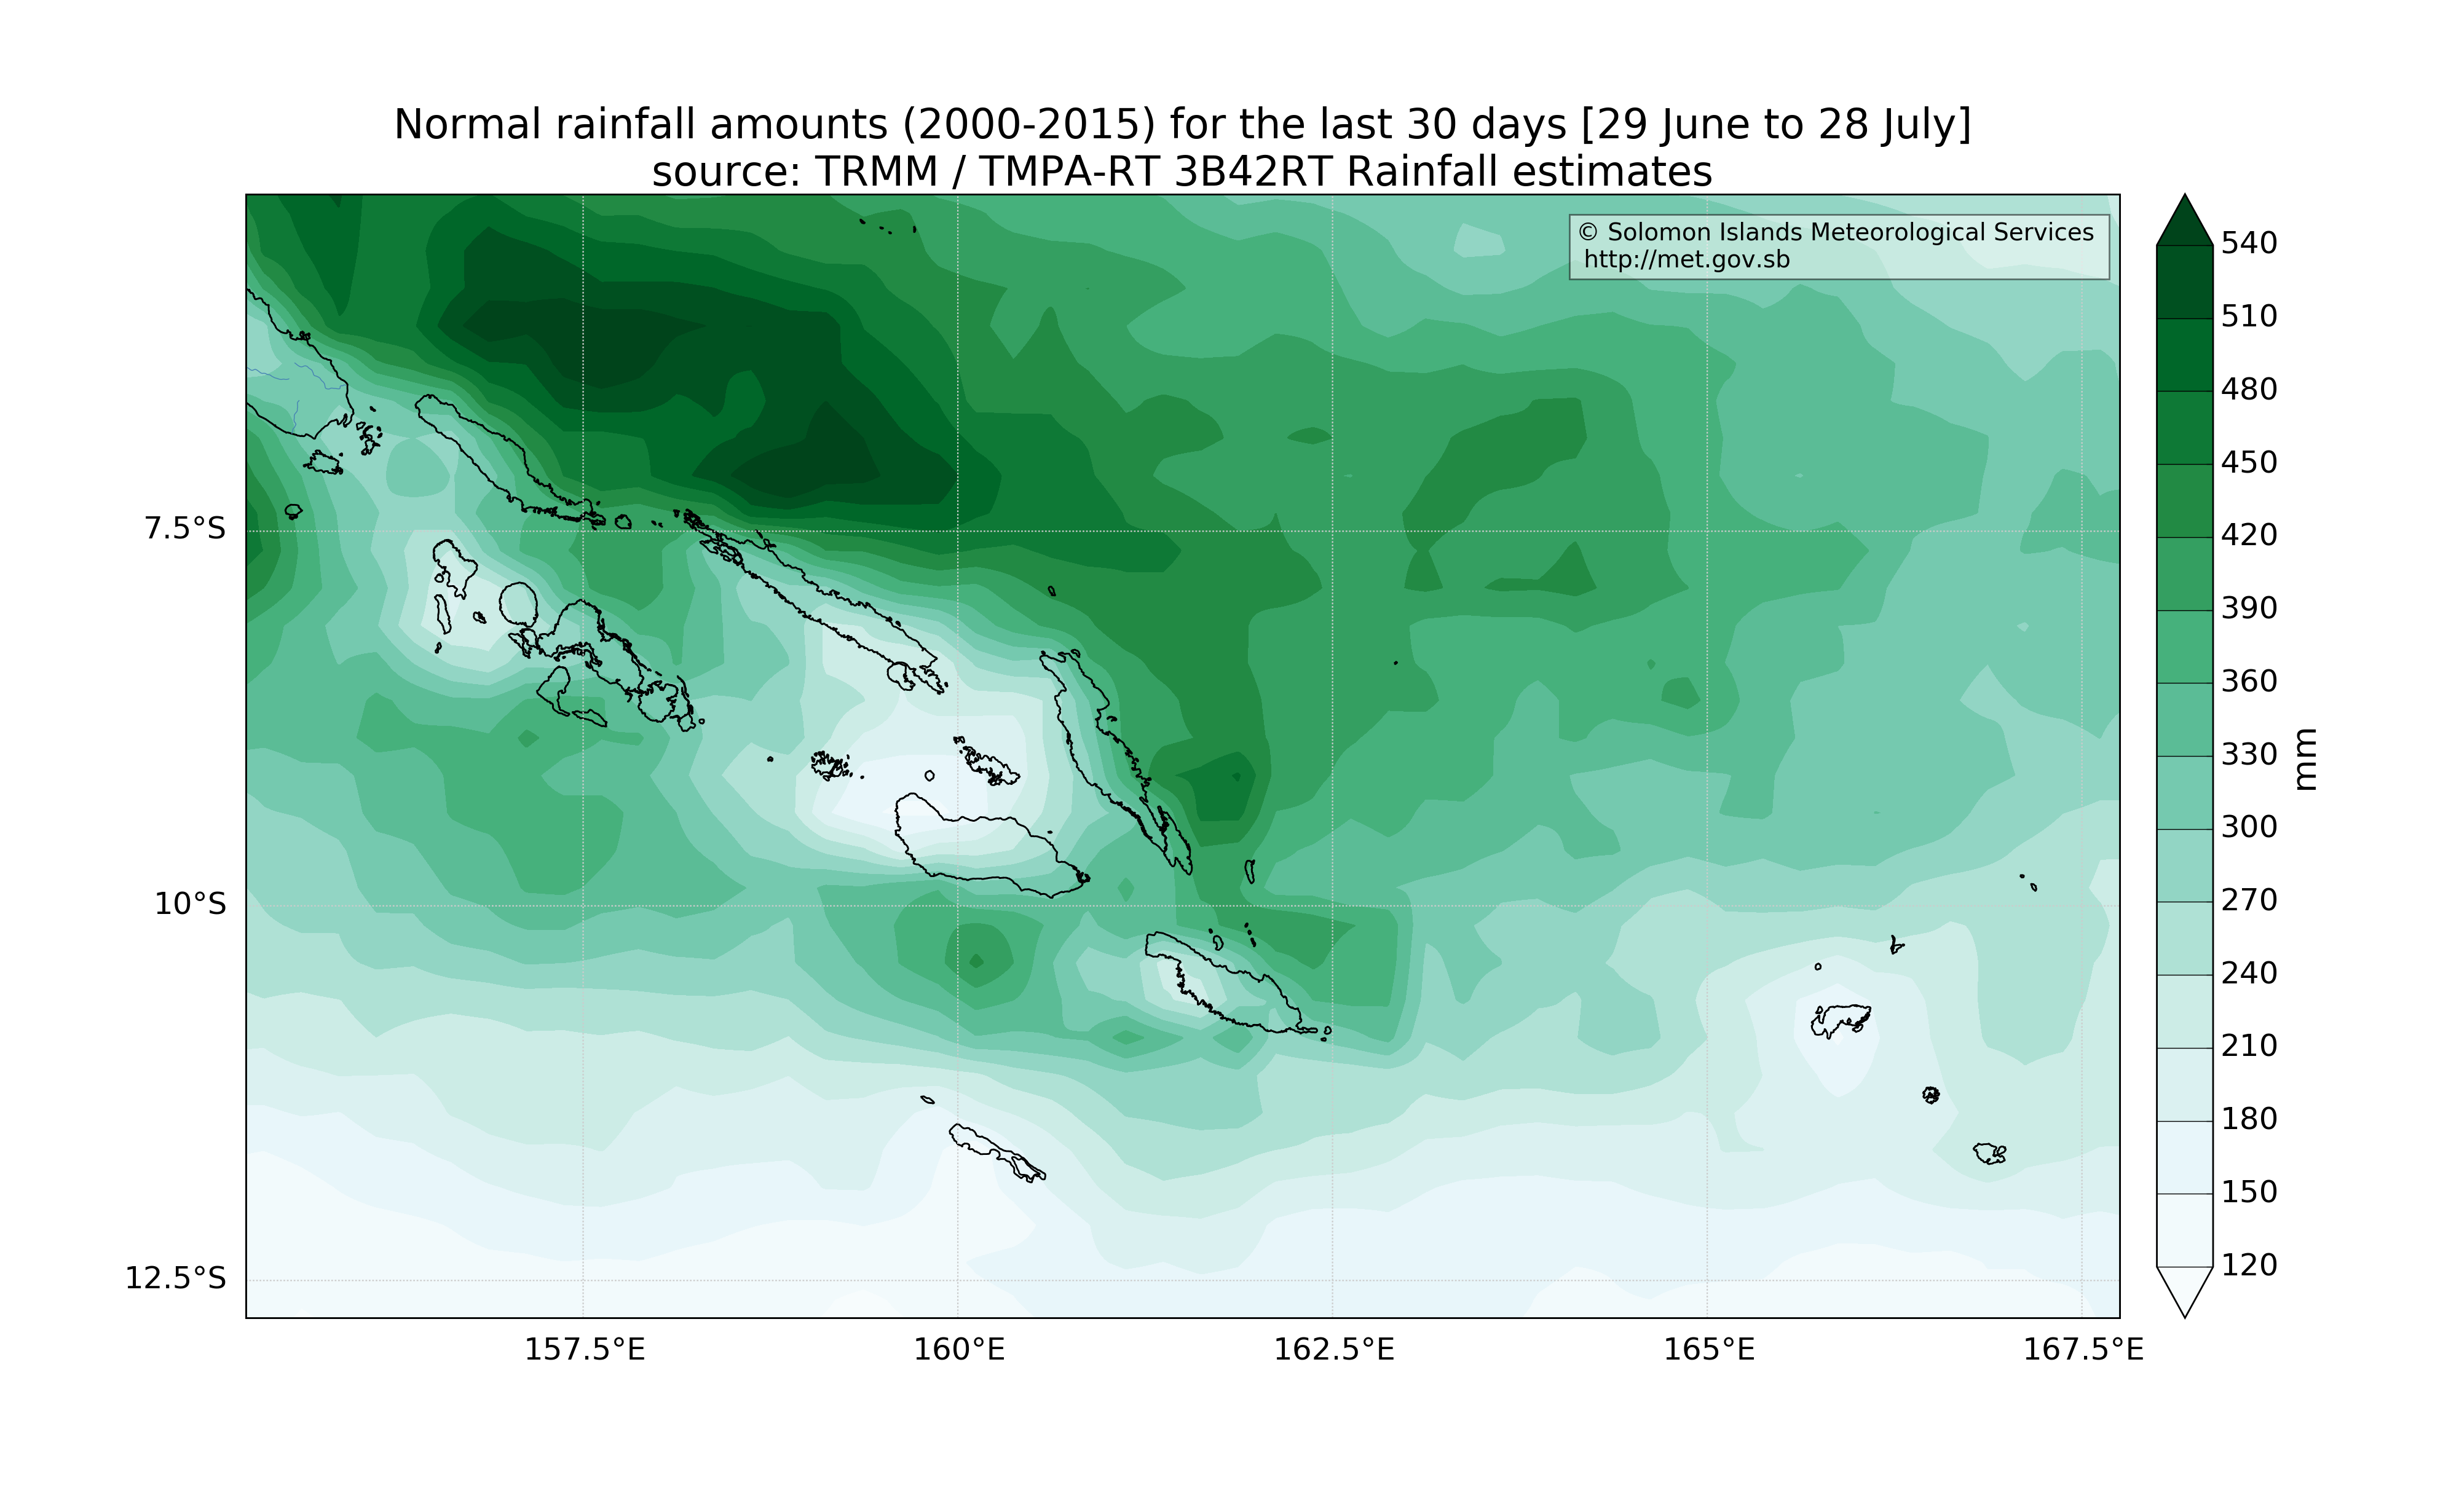 Normal rainfall amounts (2000-2015) for the last 30 days [29 June to 28 July]
source: TRMM / TMPA-RT 3B42RT Rainfall estimates
© Solomon Islands Meteorological Services
http://met.gov.sb
7.5°S
10°S
12.5°S
157.5°E
160°E
162.5°E
165°E
167.5°E
540
510
480
450
420
390
360
330
300
270
240
210
180
150
120
mm